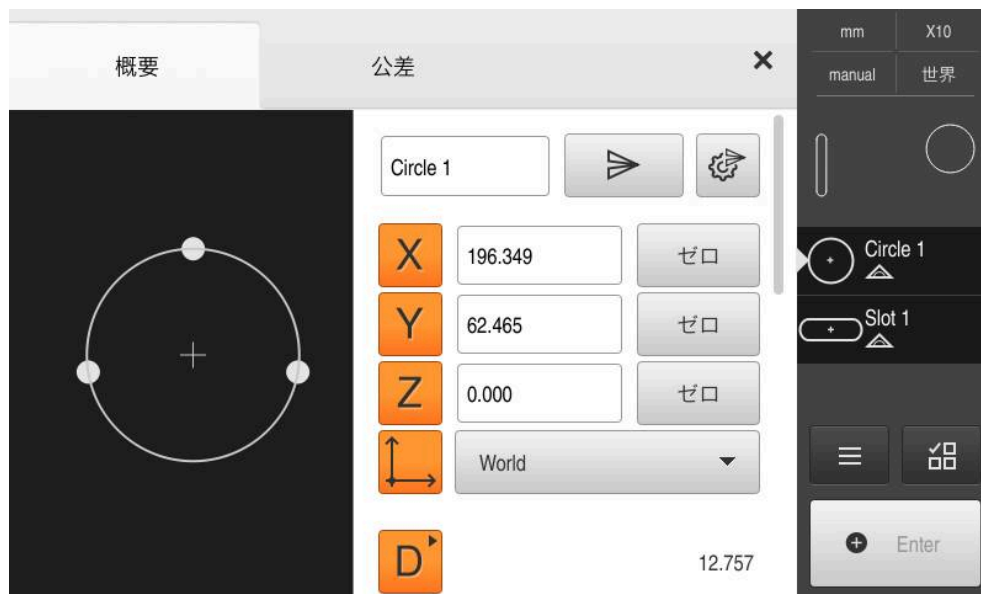 概要
公差
Circle 1
X 196.349 ゼロ
Y 62.465 ゼロ
Z 0.000 ゼロ
World
D 12.757
mm X10
manual 世界
Circle 1
Slot 1
Enter